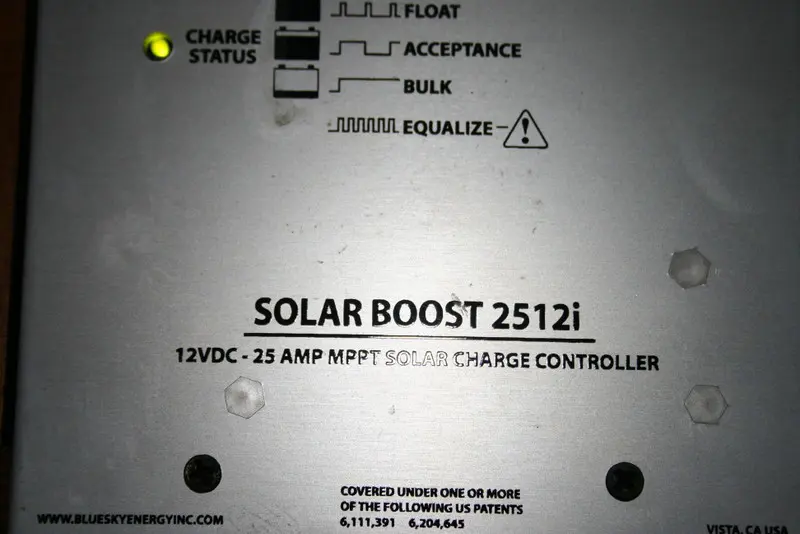 FLOAT
CHARGE
STATUS
ACCEPTANCE
BULK
EQUALIZE
SOLAR BOOST 2512i
12VDC - 25 AMP MPPT SOLAR CHARGE CONTROLLER
COVERED UNDER ONE OR MORE
OF THE FOLLOWING US PATENTS
6,111,391 6,204,645
WWW.BLUESKYENERGYINC.COM
VISTA, CA USA